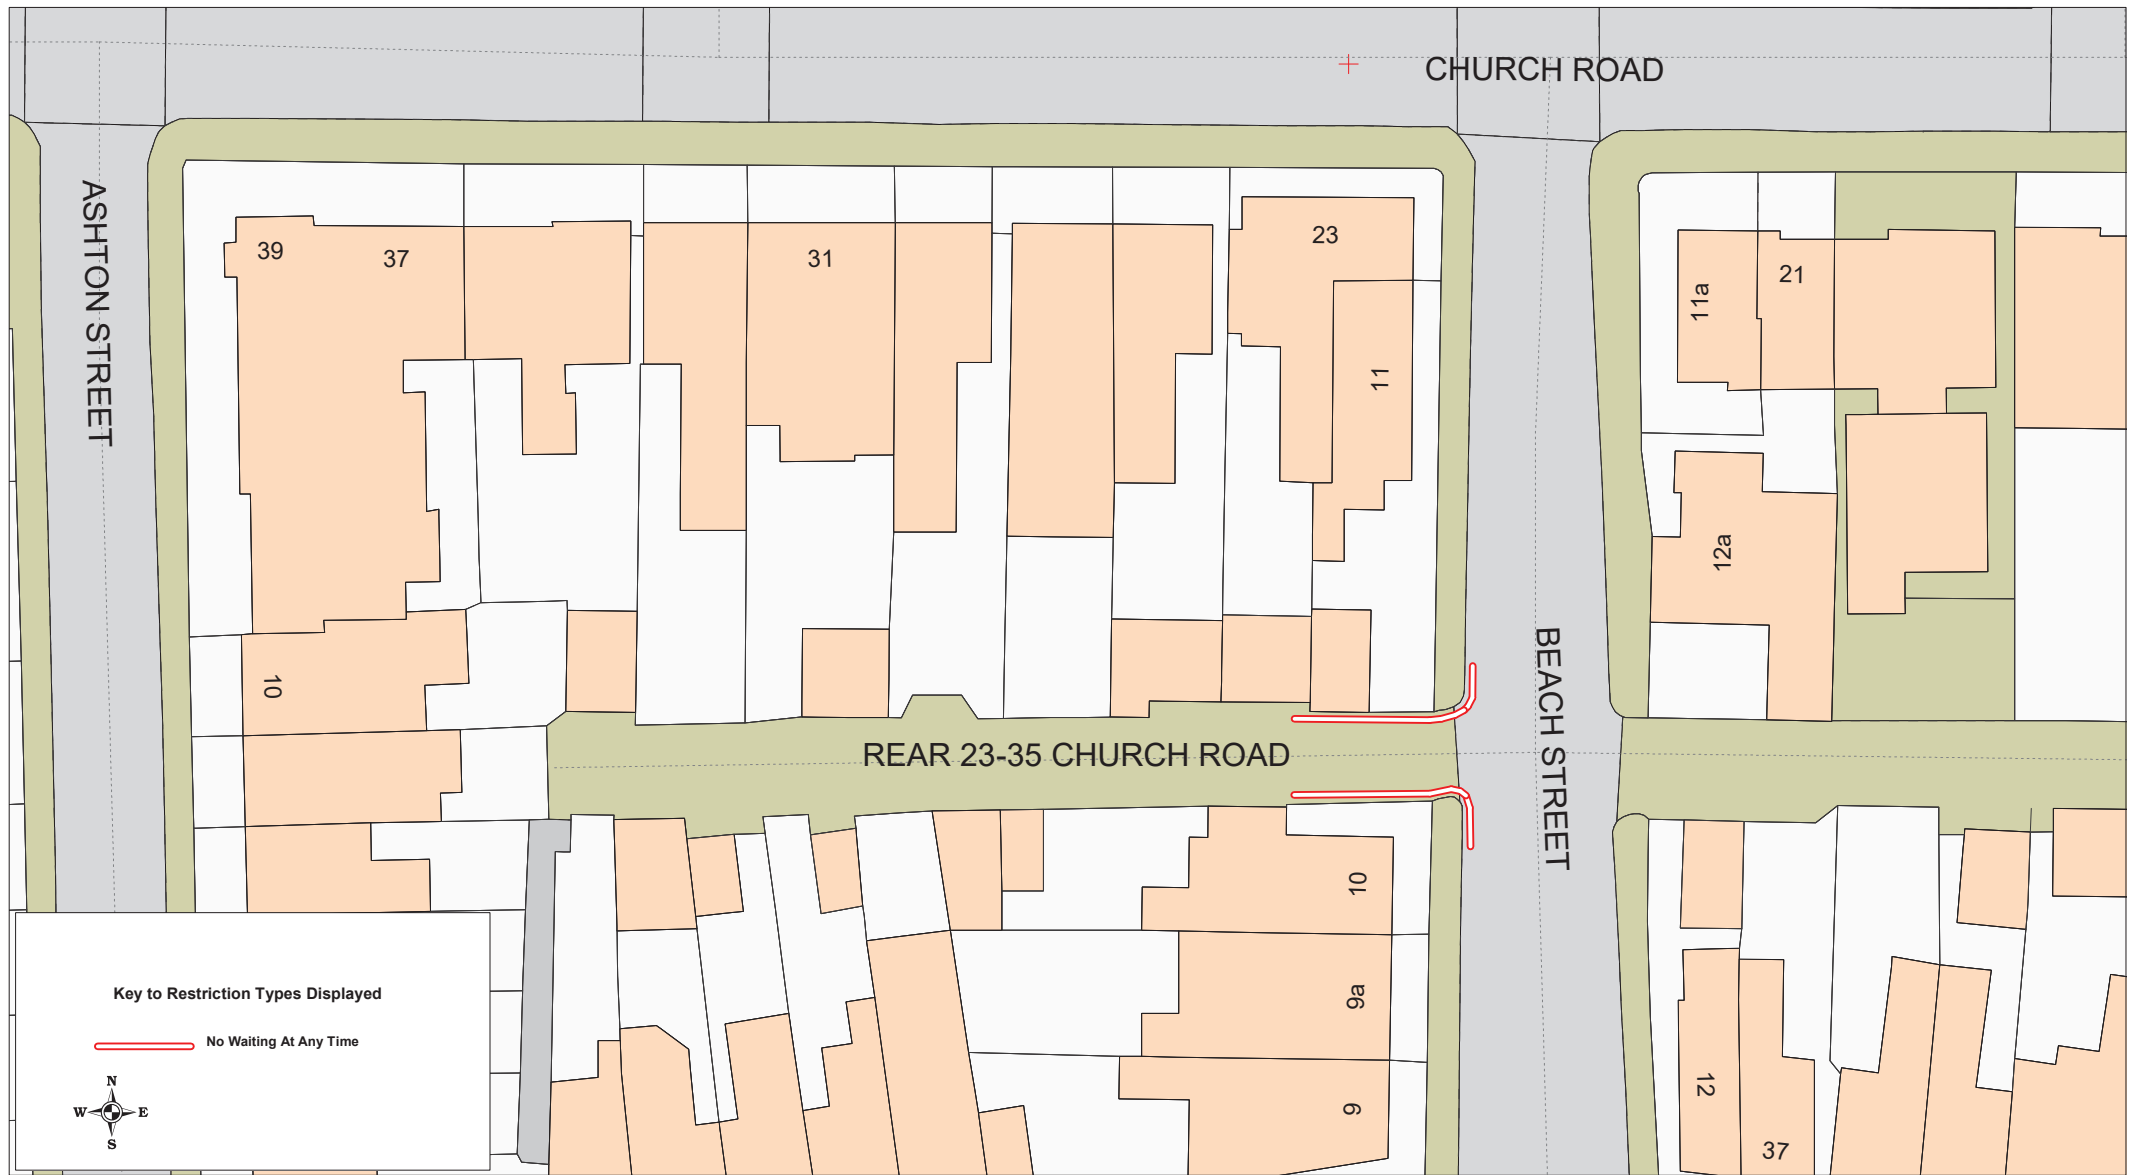 CHURCH ROAD
ASHTON STREET
39
37
31
23
11
11a
21
12a
10
BEACH STREET
REAR 23-35 CHURCH ROAD
10
9a
9
12
37
Key to Restriction Types Displayed
No Waiting At Any Time
N
W E
S